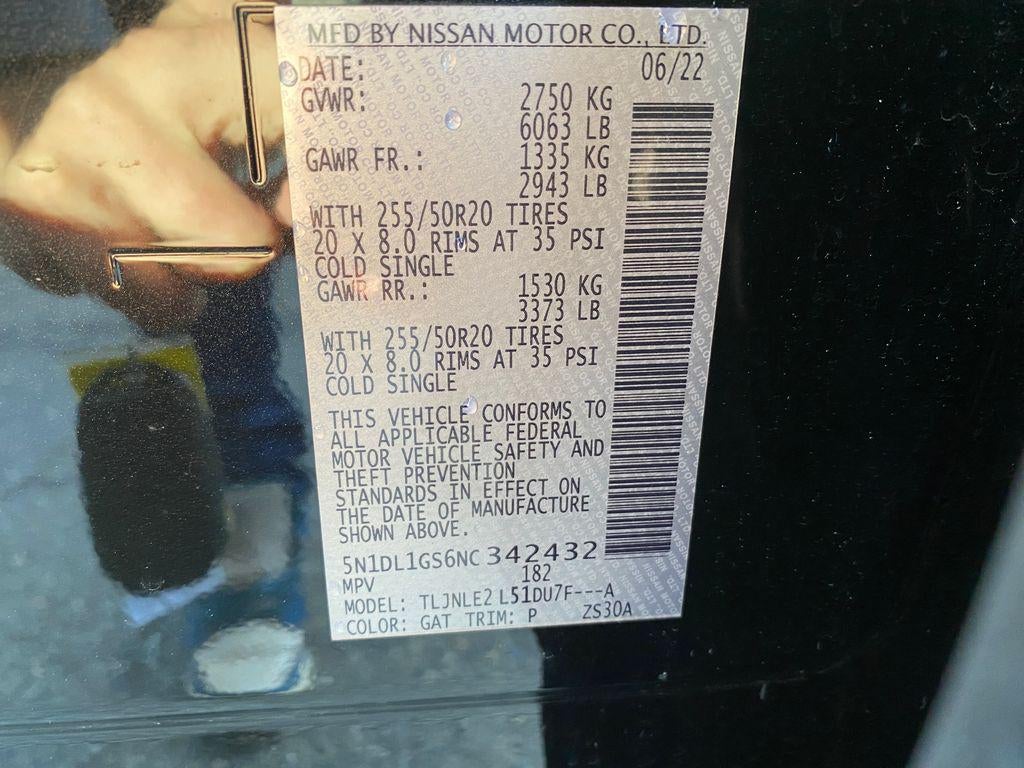 MFD BY NISSAN MOTOR CO., LTD.
DATE: 06/22
GVWR: 2750 KG
6063 LB
GAWR FR.: 1335 KG
2943 LB
WITH 255/50R20 TIRES
20 X 8.0 RIMS AT 35 PSI
COLD SINGLE
GAWR RR.: 1530 KG
3373 LB
WITH 255/50R20 TIRES
20 X 8.0 RIMS AT 35 PSI
COLD SINGLE
THIS VEHICLE CONFORMS TO
ALL APPLICABLE FEDERAL
MOTOR VEHICLE SAFETY AND
THEFT PREVENTION
STANDARDS IN EFFECT ON
THE DATE OF MANUFACTURE
SHOWN ABOVE.
5N1DL1GS6NC 342432
MPV 182
MODEL: TLJNLE2 L51DU7F---A
COLOR: GAT TRIM: P ZS30A